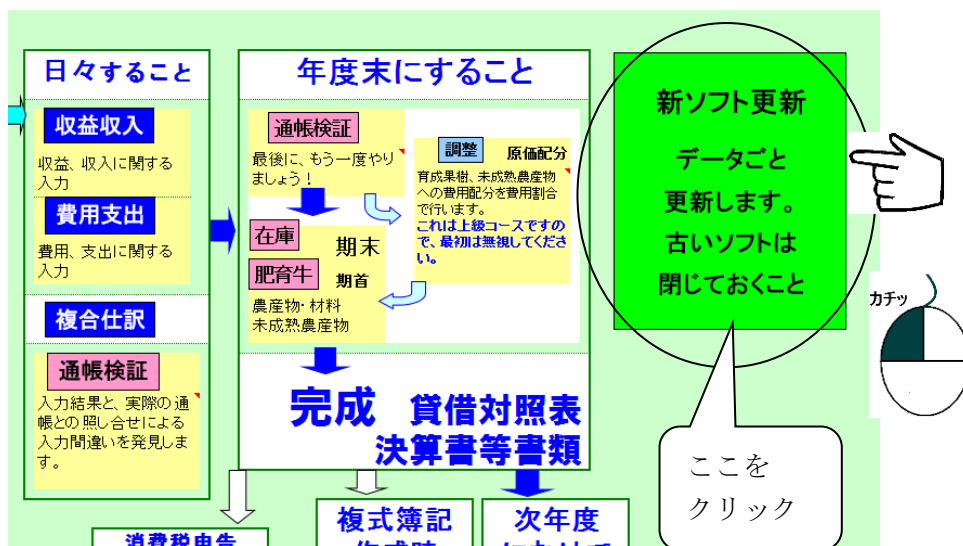 日々すること
収益収入
収益、収入に関する
入力
費用支出
費用、支出に関する
入力
複合仕訳
通帳検証
入力結果と、実際の通
帳との照し合せによる
入力間違いを発見しま
す。
年度末にすること
通帳検証
最後に、もう一度やり
ましょう！
調整 原価配分
育成果樹、未成熟農産物
への費用配分を費用割合
で行います。
これは上級コースですの
で、最初は無視してくださ
い。
在庫
期末
肥育牛
期首
農産物・材料
未成熟農産物
完成 貸借対照表
決算書等書類
新ソフト更新
データごと
更新します。
古いソフトは
閉じておくこと
カチッ
ここを
クリック
消費税申告
複式簿記
次年度